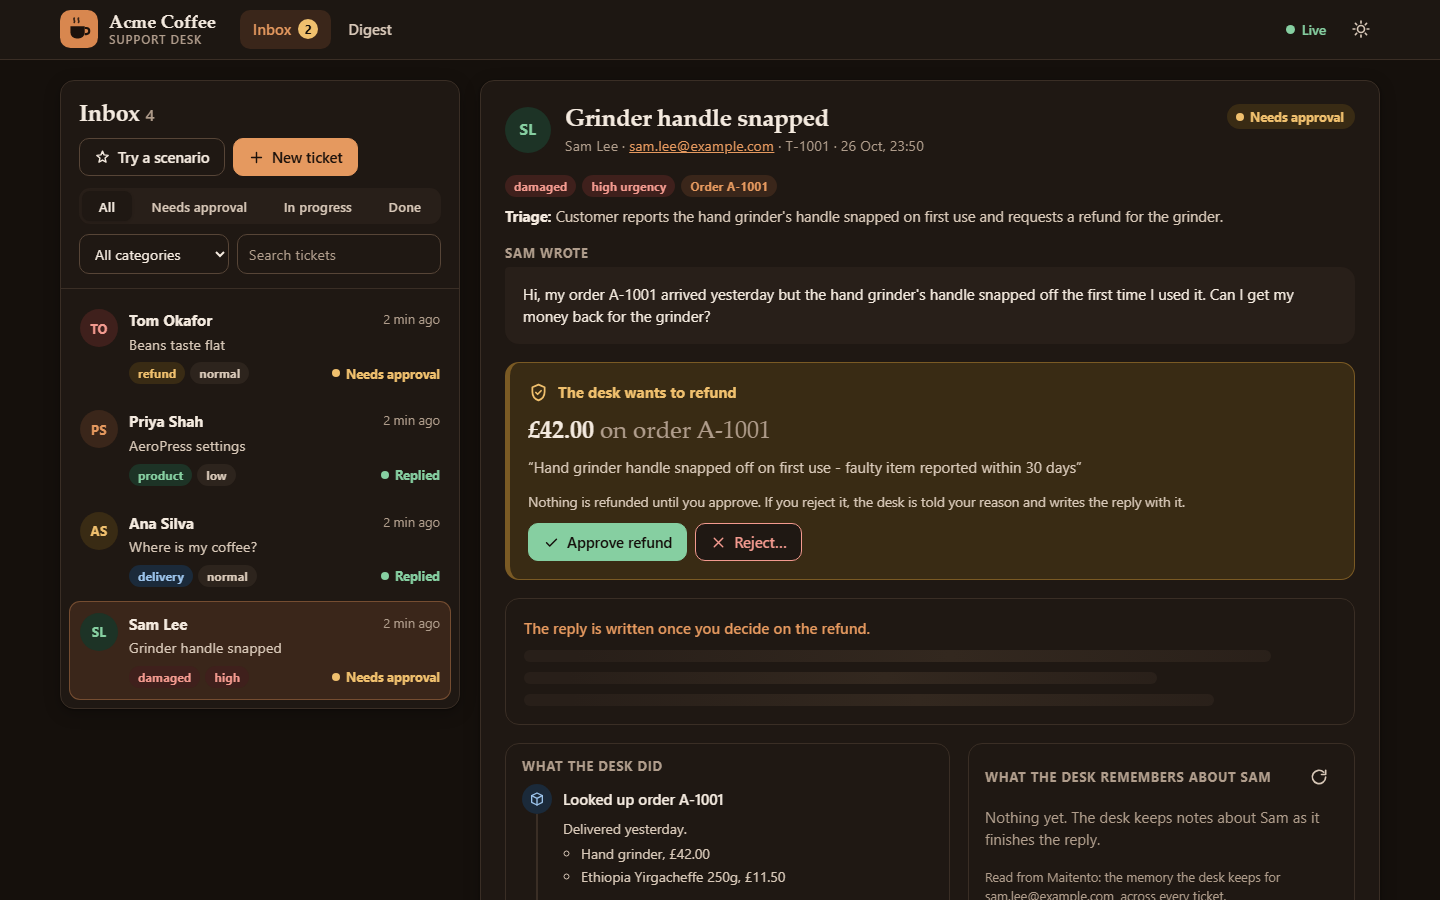 Acme Coffee
SUPPORT DESK
Inbox 2
Digest
Live
Inbox 4
Try a scenario
New ticket
All
Needs approval
In progress
Done
All categories
Search tickets
Tom Okafor
2 min ago
Beans taste flat
refund
normal
Needs approval
Priya Shah
2 min ago
AeroPress settings
product
low
Replied
Ana Silva
2 min ago
Where is my coffee?
delivery
normal
Replied
Sam Lee
2 min ago
Grinder handle snapped
damaged
high
Needs approval
SL
TO
PS
AS
SL
Grinder handle snapped
Needs approval
Sam Lee · sam.lee@example.com · T-1001 · 26 Oct, 23:50
damaged
high urgency
Order A-1001
Triage: Customer reports the hand grinder's handle snapped on first use and requests a refund for the grinder.
SAM WROTE
Hi, my order A-1001 arrived yesterday but the hand grinder's handle snapped off the first time I used it. Can I get my
money back for the grinder?
The desk wants to refund
£42.00 on order A-1001
“Hand grinder handle snapped off on first use - faulty item reported within 30 days”
Nothing is refunded until you approve. If you reject it, the desk is told your reason and writes the reply with it.
Approve refund
Reject...
The reply is written once you decide on the refund.
WHAT THE DESK DID
Looked up order A-1001
Delivered yesterday.
Hand grinder, £42.00
Ethiopia Yirgacheffe 250g, £11.50
WHAT THE DESK REMEMBERS ABOUT SAM
Nothing yet. The desk keeps notes about Sam as it
finishes the reply.
Read from Maitento: the memory the desk keeps for
sam.lee@example.com, across every ticket.